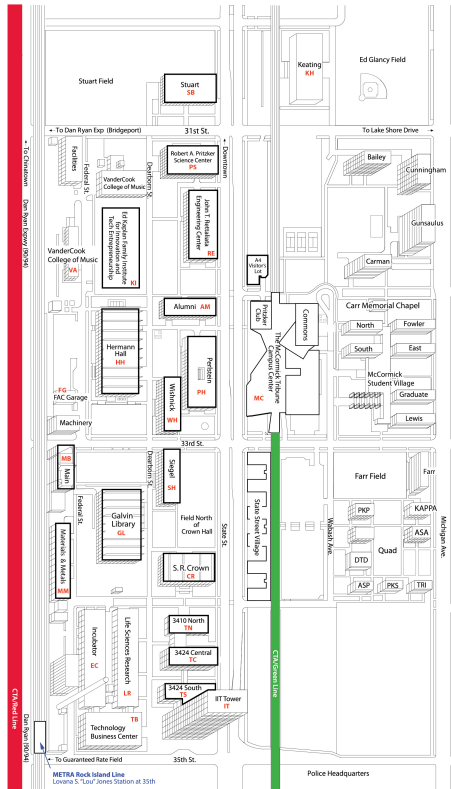 Stuart Field
Stuart
SB
Keating
KH
Ed Glancy Field
To Dan Ryan Exp (Bridgeport)
31st St.
To Lake Shore Drive
To Chinatown
Dan Ryan Expwy (90/94)
Facilities
Federal St.
VanderCook
College of Music
Dearborn St.
Robert A. Pritzker
Science Center
PS
Downtown
Bailey
Cunningham
VanderCook
College of Music
VA
Ed Kaplan Family Institute
for Innovation and
Tech Entrepreneurship
KI
John T. Rettaliata
Engineering Center
RE
A4
Visitor's
Lot
Gunsaulus
Carman
Alumni AM
Pritzker
Club
Commons
The McCormick Tribune
Campus Center
MC
Carr Memorial Chapel
North
Fowler
South
East
McCormick
Student Village
Graduate
Lewis
Hermann
Hall
HH
Perlstein
PH
Wishnick
WH
FG
FAC Garage
Machinery
33rd St.
MB
Main
Federal St.
Dearborn St.
Siegel
SH
Galvin
Library
GL
Field North
of
Crown Hall
State St.
State Street Village
Wabash Ave.
Farr Field
Farr
Michigan Ave.
PKP
KAPPA
ASA
Quad
DTD
ASP
PKS
TRI
Materials & Metals
MM
S. R. Crown
CR
Incubator
EC
Life Sciences Research
LR
3410 North
TN
3424 Central
TC
3424 South
TS
IIT Tower
IT
TB
Technology
Business Center
CTA/Red Line
CTA/Green Line
Dan Ryan (90/94)
To Guaranteed Rate Field
35th St.
METRA Rock Island Line
Lovana S. "Lou" Jones Station at 35th
Police Headquarters